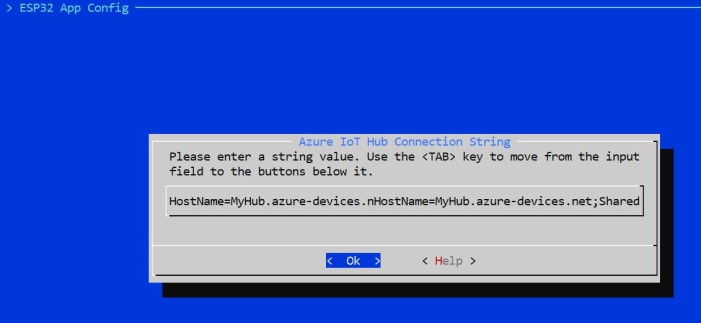 > ESP32 App Config
Azure IoT Hub Connection String
Please enter a string value. Use the <TAB> key to move from the input
field to the buttons below it.
HostName=MyHub.azure-devices.nHostName=MyHub.azure-devices.net;Shared
< Ok > < Help >